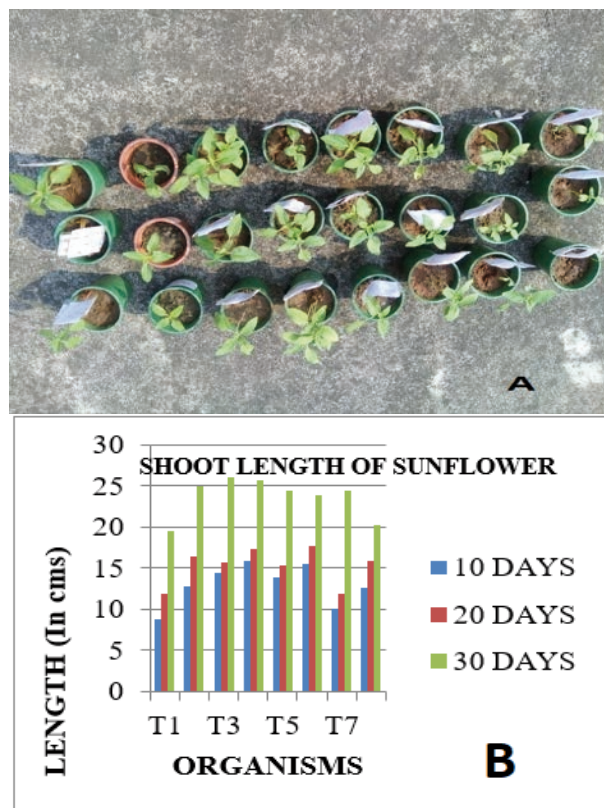 A
SHOOT LENGTH OF SUNFLOWER
30
25
20
15
10
5
0
LENGTH (In cms)
10 DAYS
20 DAYS
30 DAYS
T1 T3 T5 T7
ORGANISMS
B